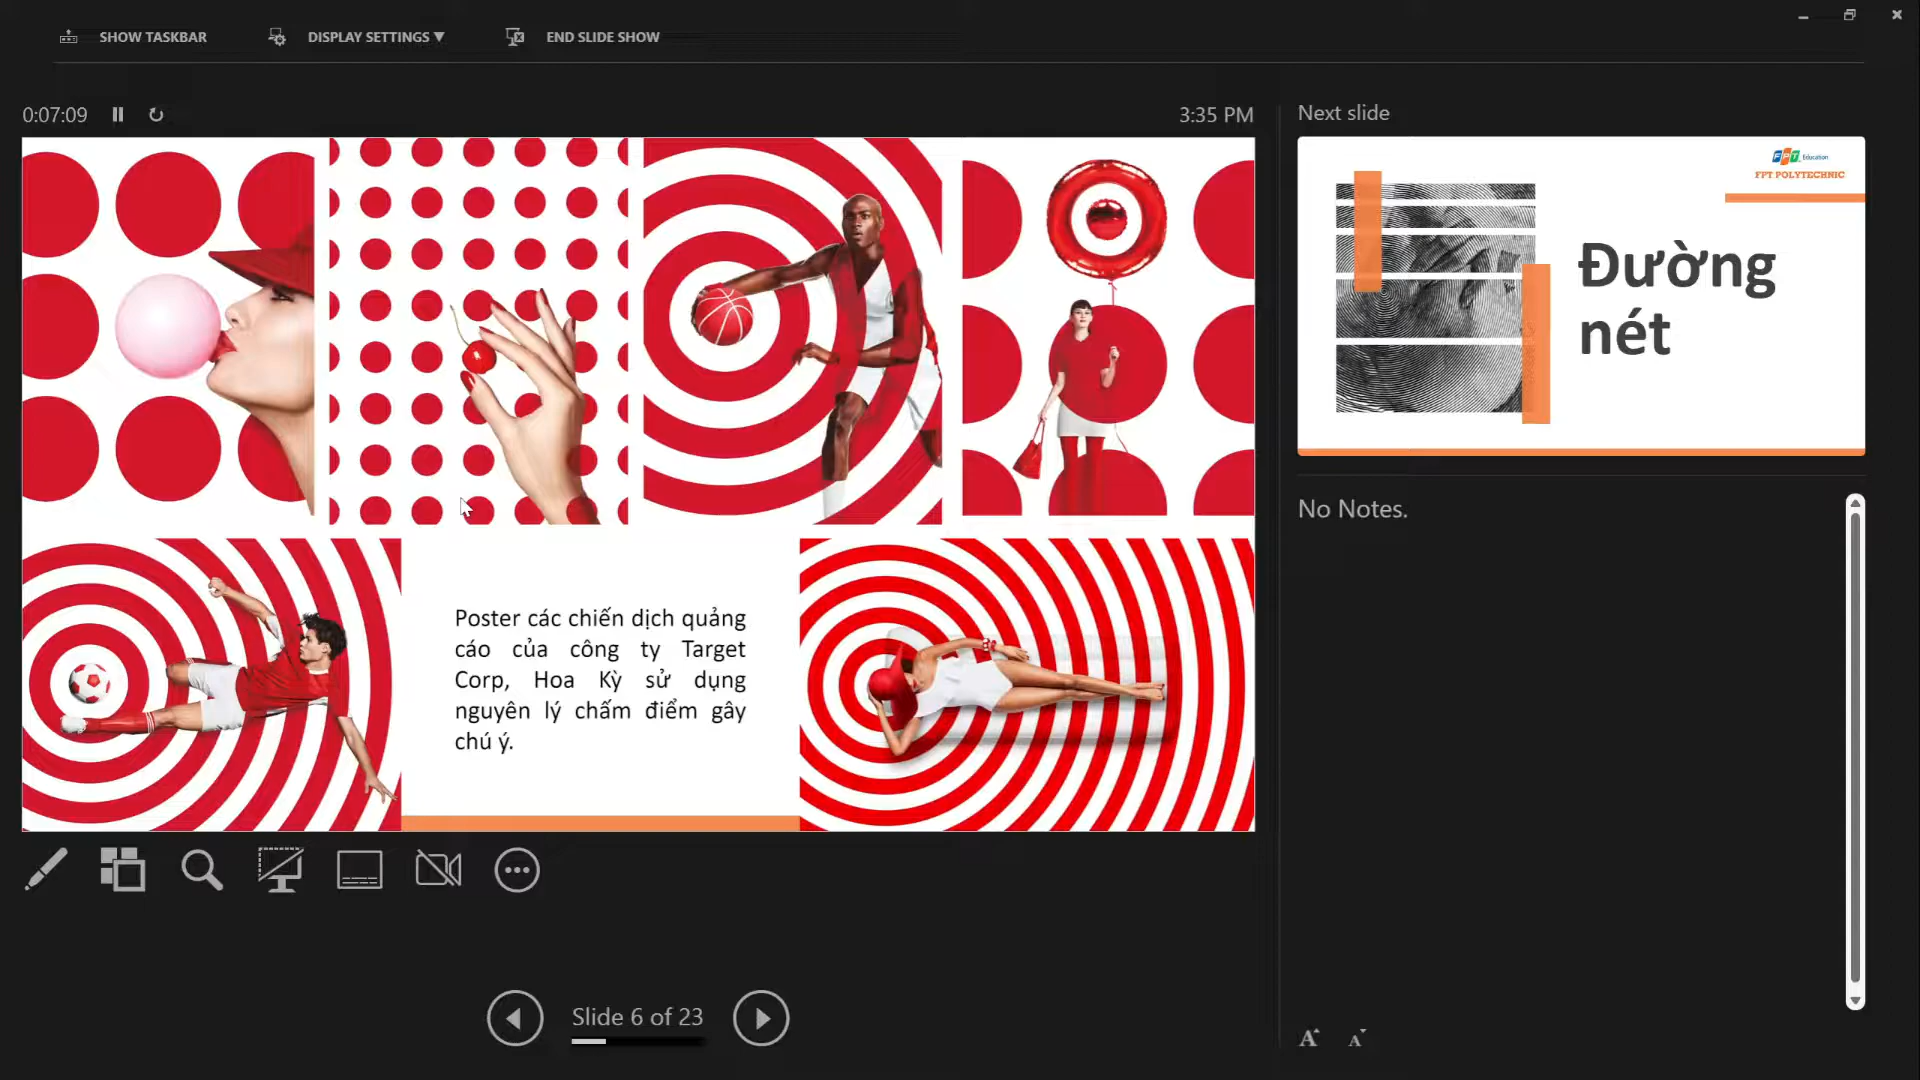 SHOW TASKBAR
DISPLAY SETTINGS ▼
END SLIDE SHOW
0:07:09
3:35 PM
Poster các chiến dịch quảng
cáo của công ty Target
Corp, Hoa Kỳ sử dụng
nguyên lý chấm điểm gây
chú ý.
Slide 6 of 23
Next slide
FPT Education
FPT POLYTECHNIC
Đường
nét
No Notes.
A A